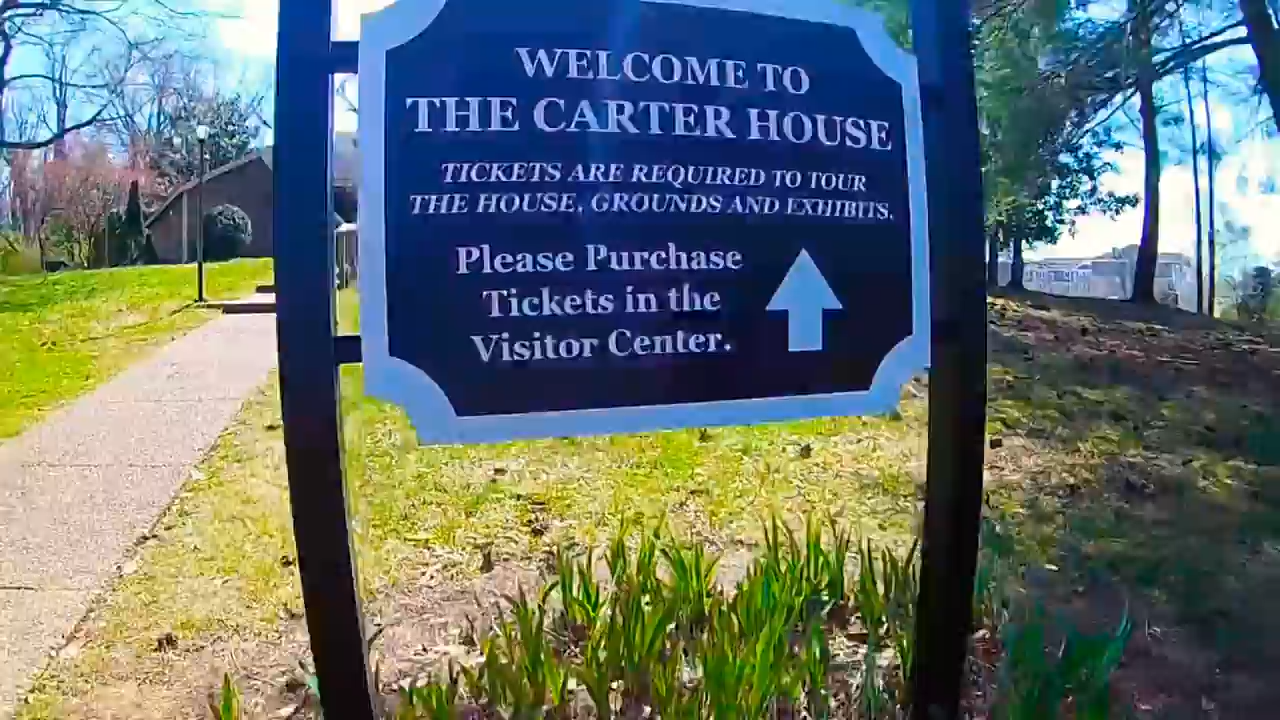 WELCOME TO
THE CARTER HOUSE
TICKETS ARE REQUIRED TO TOUR
THE HOUSE, GROUNDS AND EXHIBITS.
Please Purchase
Tickets in the
Visitor Center.